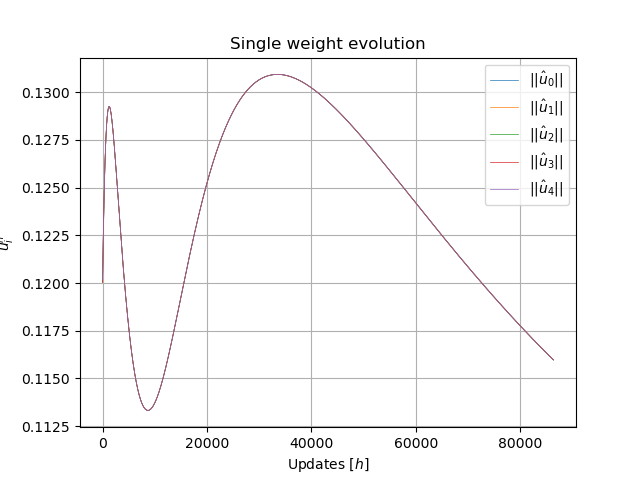 Single weight evolution
0.1300
0.1275
0.1250
0.1225
0.1200
0.1175
0.1150
0.1125
0
20000
40000
60000
80000
Updates [h]
||û₀||
||û₁||
||û₂||
||û₃||
||û₄||